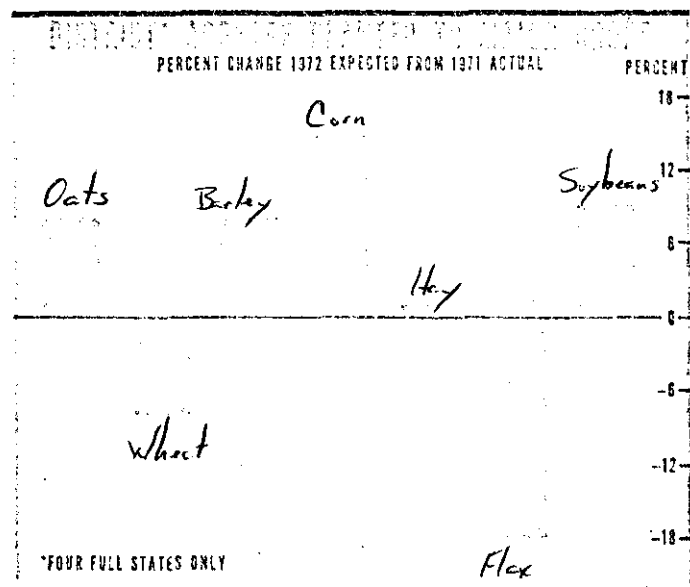 PERCENT CHANGE 1972 EXPECTED FROM 1971 ACTUAL
PERCENT
18
Corn
12
Oats
Barley
Soybeans
6
Hay
0
-6
Wheat
-12
-18
*FOUR FULL STATES ONLY
Flax